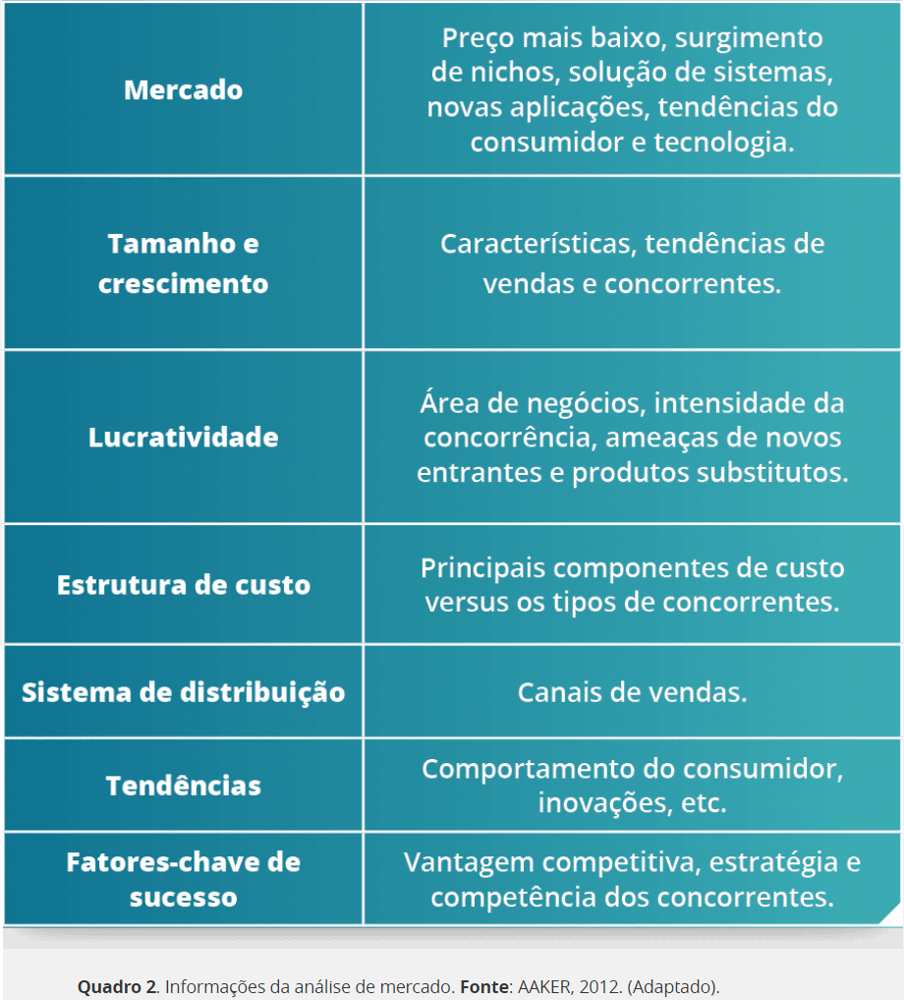 Mercado
Preço mais baixo, surgimento
de nichos, solução de sistemas,
novas aplicações, tendências do
consumidor e tecnologia.
Tamanho e
crescimento
Características, tendências de
vendas e concorrentes.
Lucratividade
Área de negócios, intensidade da
concorrência, ameaças de novos
entrantes e produtos substitutos.
Estrutura de custo
Principais componentes de custo
versus os tipos de concorrentes.
Sistema de distribuição
Canais de vendas.
Tendências
Comportamento do consumidor,
inovações, etc.
Fatores-chave de
sucesso
Vantagem competitiva, estratégia e
competência dos concorrentes.
Quadro 2. Informações da análise de mercado. Fonte: AAKER, 2012. (Adaptado).